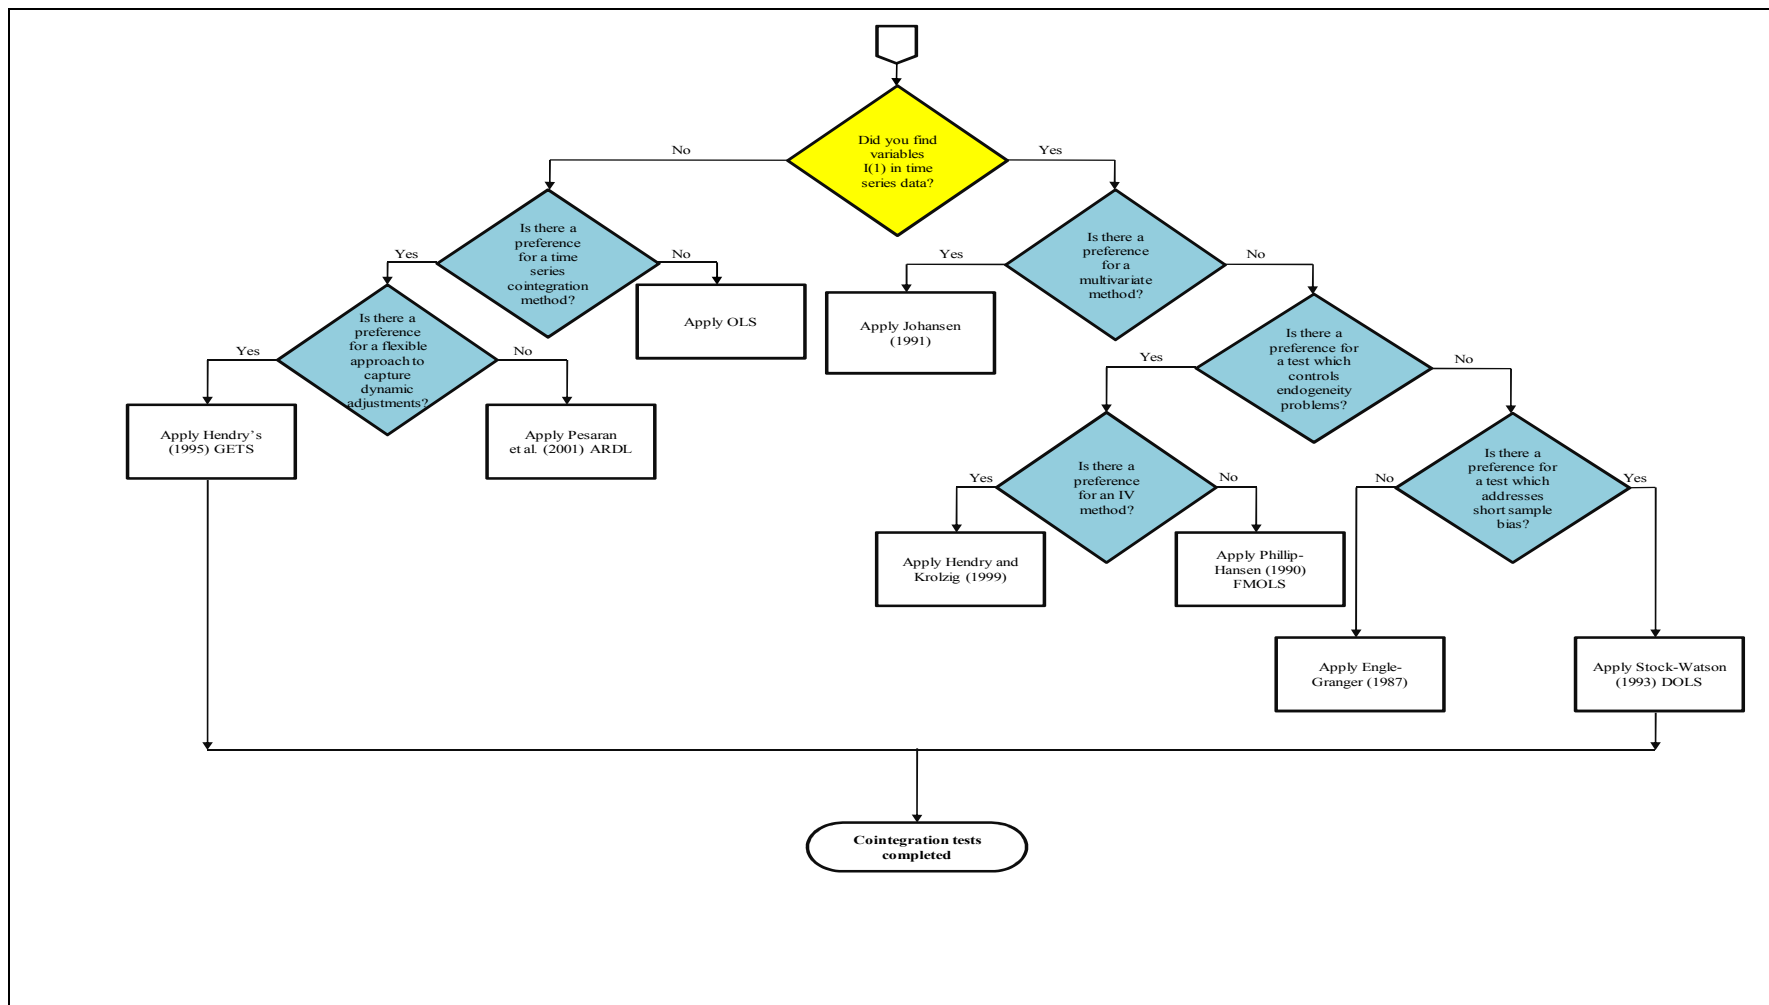 Did you find
variables
I(1) in time
series data?
No
Yes
Is there a
preference
for a time
series
cointegration
method?
Yes
No
Is there a
preference
for a multivariate
method?
Yes
No
Apply OLS
Apply Johansen
(1991)
Is there a
preference
for a flexible
approach to
capture
dynamic
adjustments?
Yes
No
Is there a
preference for
a test which
controls
endogeneity
problems?
Yes
No
Apply Hendry’s
(1995) GETS
Apply Pesaran
et al. (2001) ARDL
Is there a
preference
for an IV
method?
Yes
No
Is there a
preference for
a test which
addresses
short sample
bias?
No
Yes
Apply Hendry and
Krolzig (1999)
Apply Phillip-
Hansen (1990)
FMOLS
Apply Engle-
Granger (1987)
Apply Stock-Watson
(1993) DOLS
Cointegration tests
completed